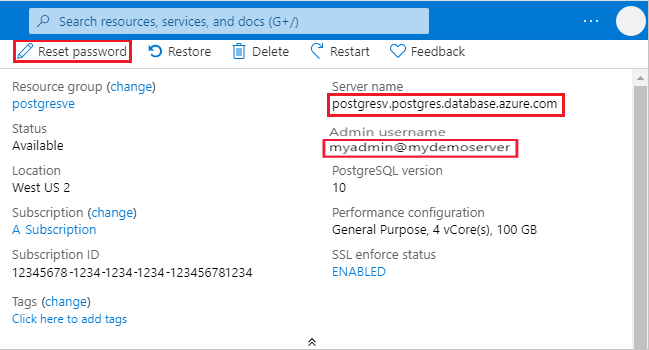 Search resources, services, and docs (G+/)
Reset password Restore Delete Restart Feedback
Resource group (change)
postgresve
Status
Available
Location
West US 2
Subscription (change)
A Subscription
Subscription ID
12345678-1234-1234-1234-123456781234
Tags (change)
Click here to add tags
Server name
postgresv.postgres.database.azure.com
Admin username
myadmin@mydemoserver
PostgreSQL version
10
Performance configuration
General Purpose, 4 vCore(s), 100 GB
SSL enforce status
ENABLED